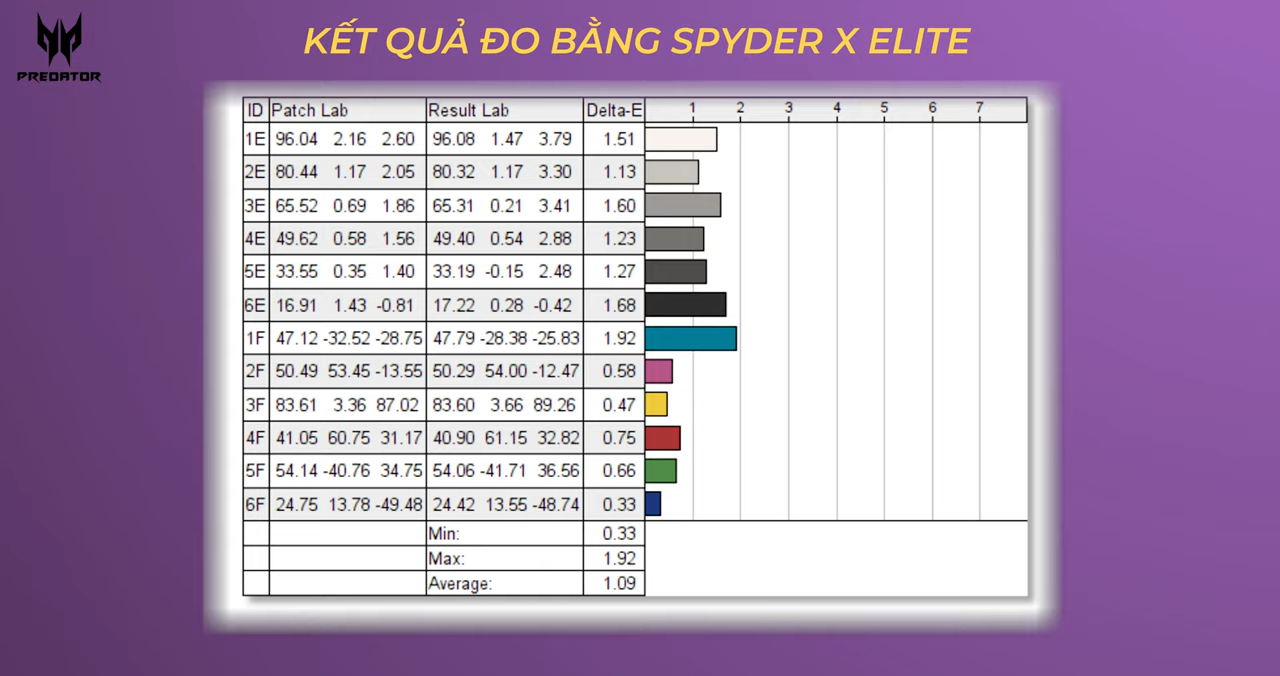 PREDATOR
KẾT QUẢ ĐO BẰNG SPYDER X ELITE
ID Patch Lab Result Lab Delta-E 1 2 3 4 5 6 7
1E 96.04 2.16 2.60 96.08 1.47 3.79 1.51
2E 80.44 1.17 2.05 80.32 1.17 3.30 1.13
3E 65.52 0.69 1.86 65.31 0.21 3.41 1.60
4E 49.62 0.58 1.56 49.40 0.54 2.88 1.23
5E 33.55 0.35 1.40 33.19 -0.15 2.48 1.27
6E 16.91 1.43 -0.81 17.22 0.28 -0.42 1.68
1F 47.12 -32.52 -28.75 47.79 -28.38 -25.83 1.92
2F 50.49 53.45 -13.55 50.29 54.00 -12.47 0.58
3F 83.61 3.36 87.02 83.60 3.66 89.26 0.47
4F 41.05 60.75 31.17 40.90 61.15 32.82 0.75
5F 54.14 -40.76 34.75 54.06 -41.71 36.56 0.66
6F 24.75 13.78 -49.48 24.42 13.55 -48.74 0.33
Min: 0.33
Max: 1.92
Average: 1.09